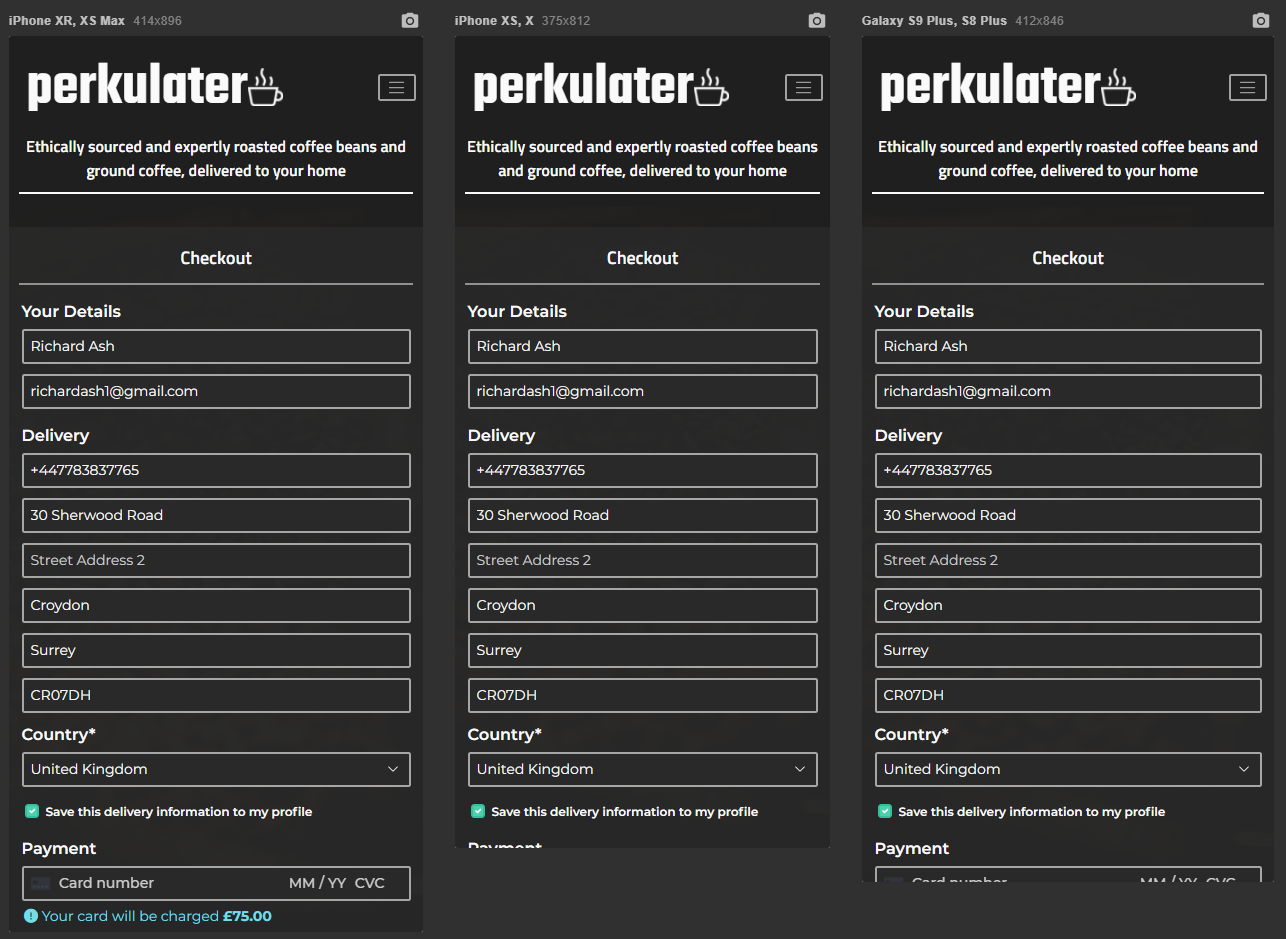 iPhone XR, XS Max 414x896
perkulater
Ethically sourced and expertly roasted coffee beans and
ground coffee, delivered to your home
Checkout
Your Details
Richard Ash
richardash1@gmail.com
Delivery
+447783837765
30 Sherwood Road
Street Address 2
Croydon
Surrey
CR07DH
Country*
United Kingdom
Save this delivery information to my profile
Payment
Card number MM / YY CVC
Your card will be charged £75.00
iPhone XS, X 375x812
perkulater
Ethically sourced and expertly roasted coffee beans
and ground coffee, delivered to your home
Checkout
Your Details
Richard Ash
richardash1@gmail.com
Delivery
+447783837765
30 Sherwood Road
Street Address 2
Croydon
Surrey
CR07DH
Country*
United Kingdom
Save this delivery information to my profile
Payment
Galaxy S9 Plus, S8 Plus 412x846
perkulater
Ethically sourced and expertly roasted coffee beans and
ground coffee, delivered to your home
Checkout
Your Details
Richard Ash
richardash1@gmail.com
Delivery
+447783837765
30 Sherwood Road
Street Address 2
Croydon
Surrey
CR07DH
Country*
United Kingdom
Save this delivery information to my profile
Payment
Card number MM / YY CVC